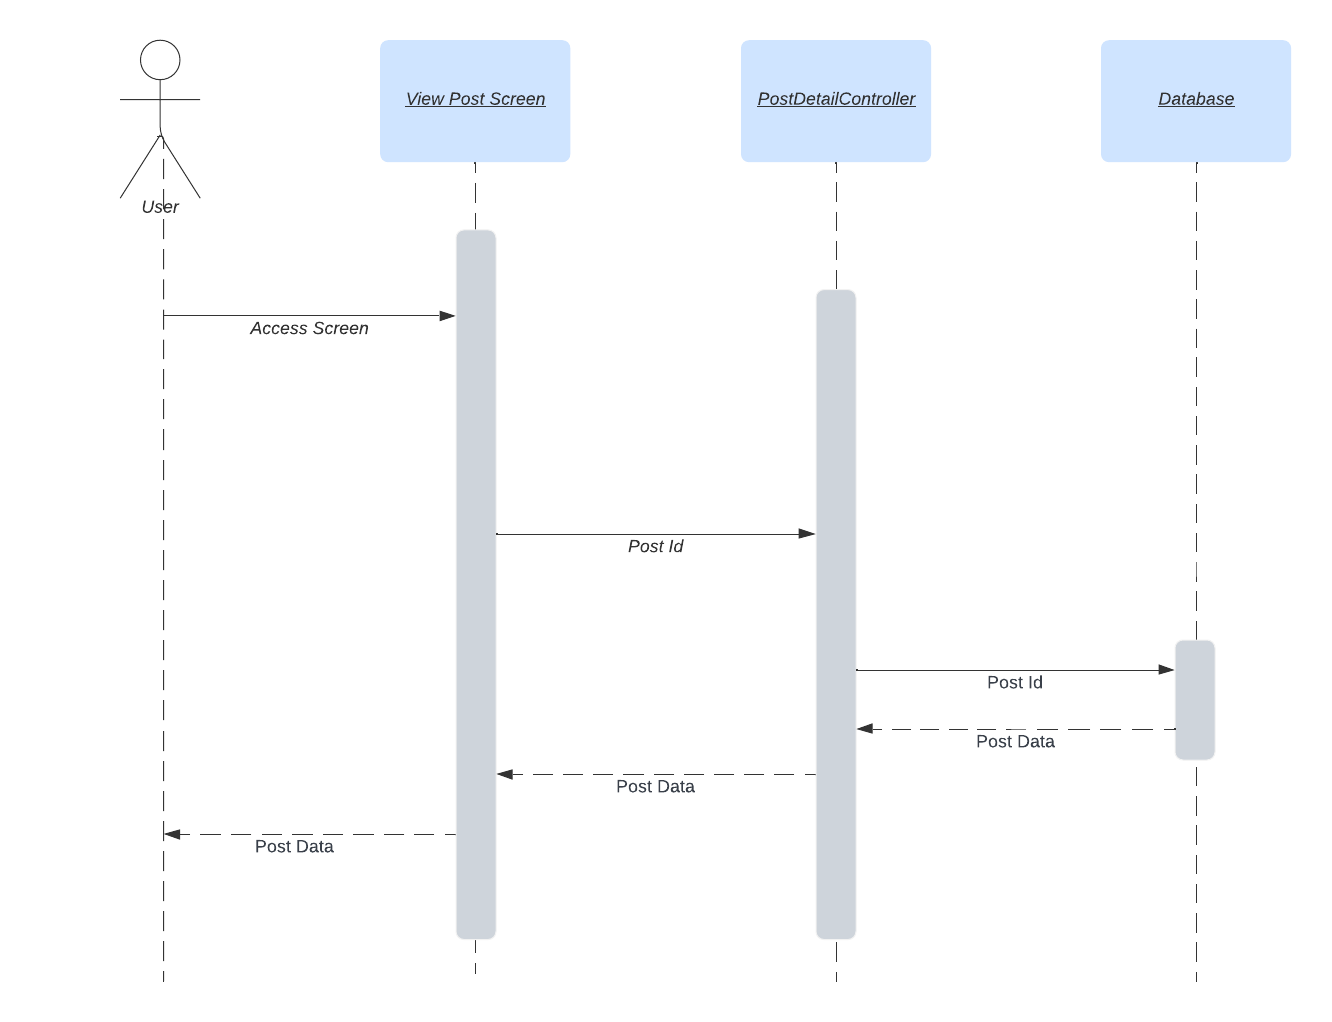 View Post Screen
PostDetailController
Database
User
Access Screen
Post Id
Post Id
Post Data
Post Data
Post Data